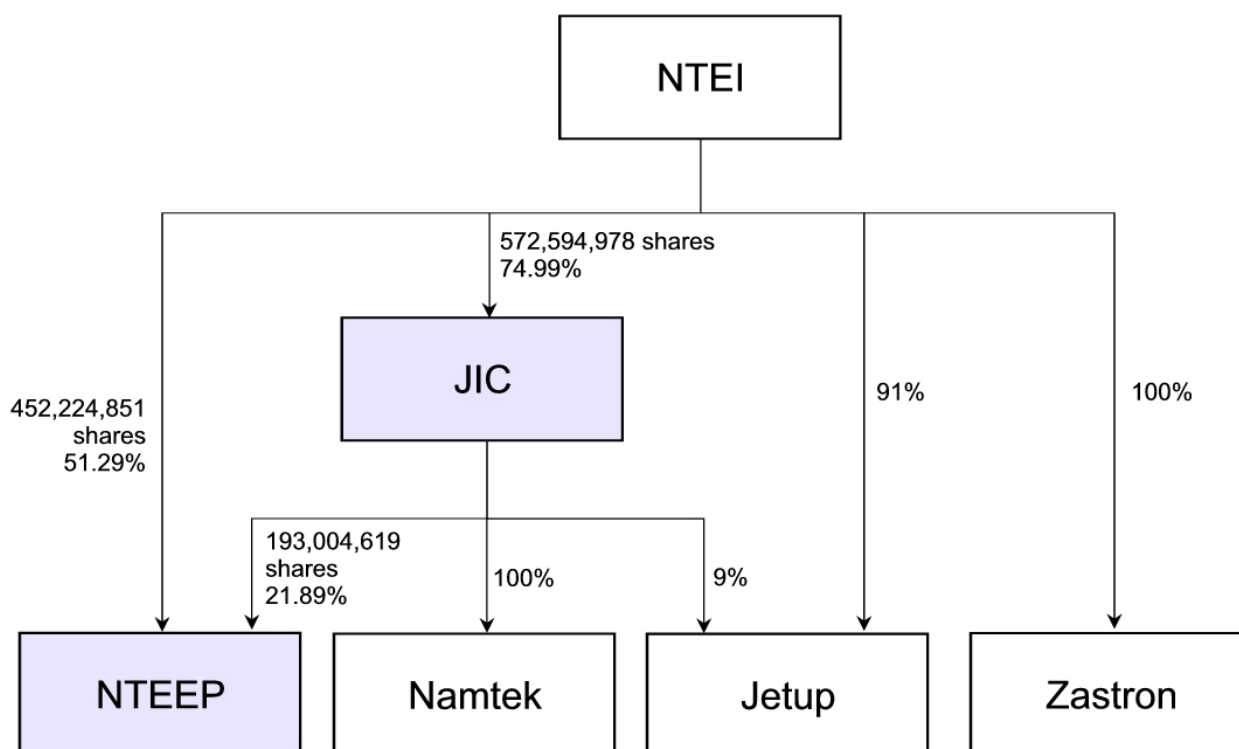 NTEI
572,594,978 shares
74.99%
JIC
452,224,851
shares
51.29%
91%
100%
193,004,619
shares
21.89%
100%
9%
NTEEP
Namtek
Jetup
Zastron